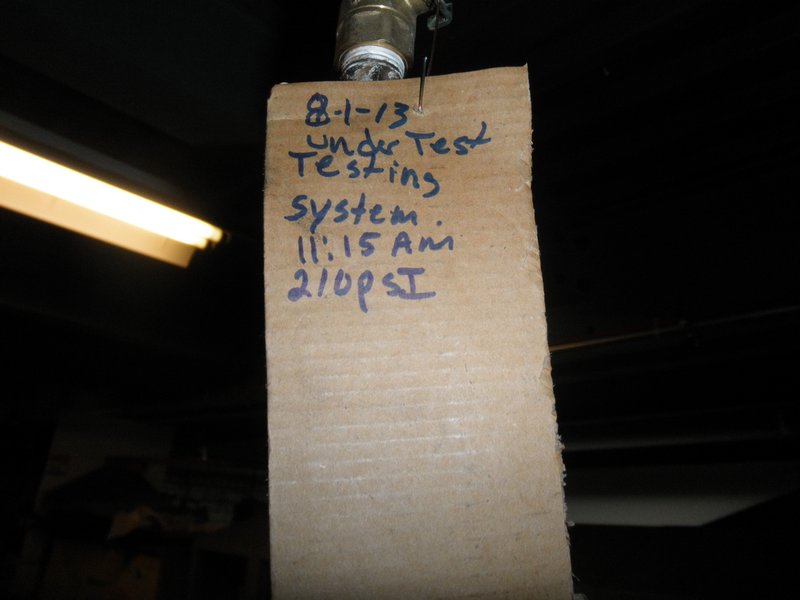 8-1-13
under Test
Testing
system.
11:15 Am
210psI